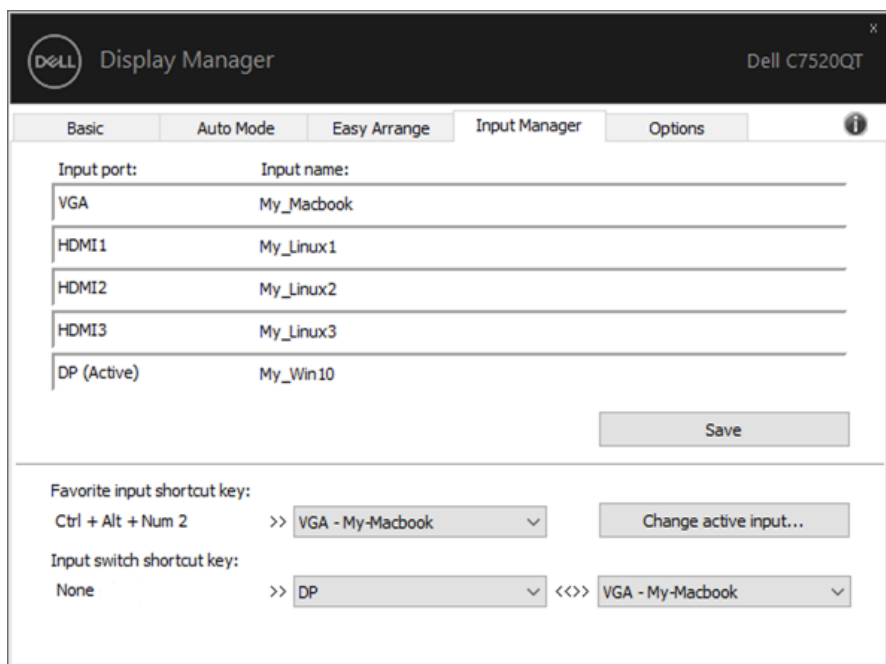 DELL Display Manager Dell C7520QT x
Basic Auto Mode Easy Arrange Input Manager Options i
Input port: Input name:
VGA My_Macbook
HDMI1 My_Linux1
HDMI2 My_Linux2
HDMI3 My_Linux3
DP (Active) My_Win10
Save
Favorite input shortcut key:
Ctrl + Alt + Num 2 >> VGA - My-Macbook Change active input...
Input switch shortcut key:
None >> DP <<>> VGA - My-Macbook